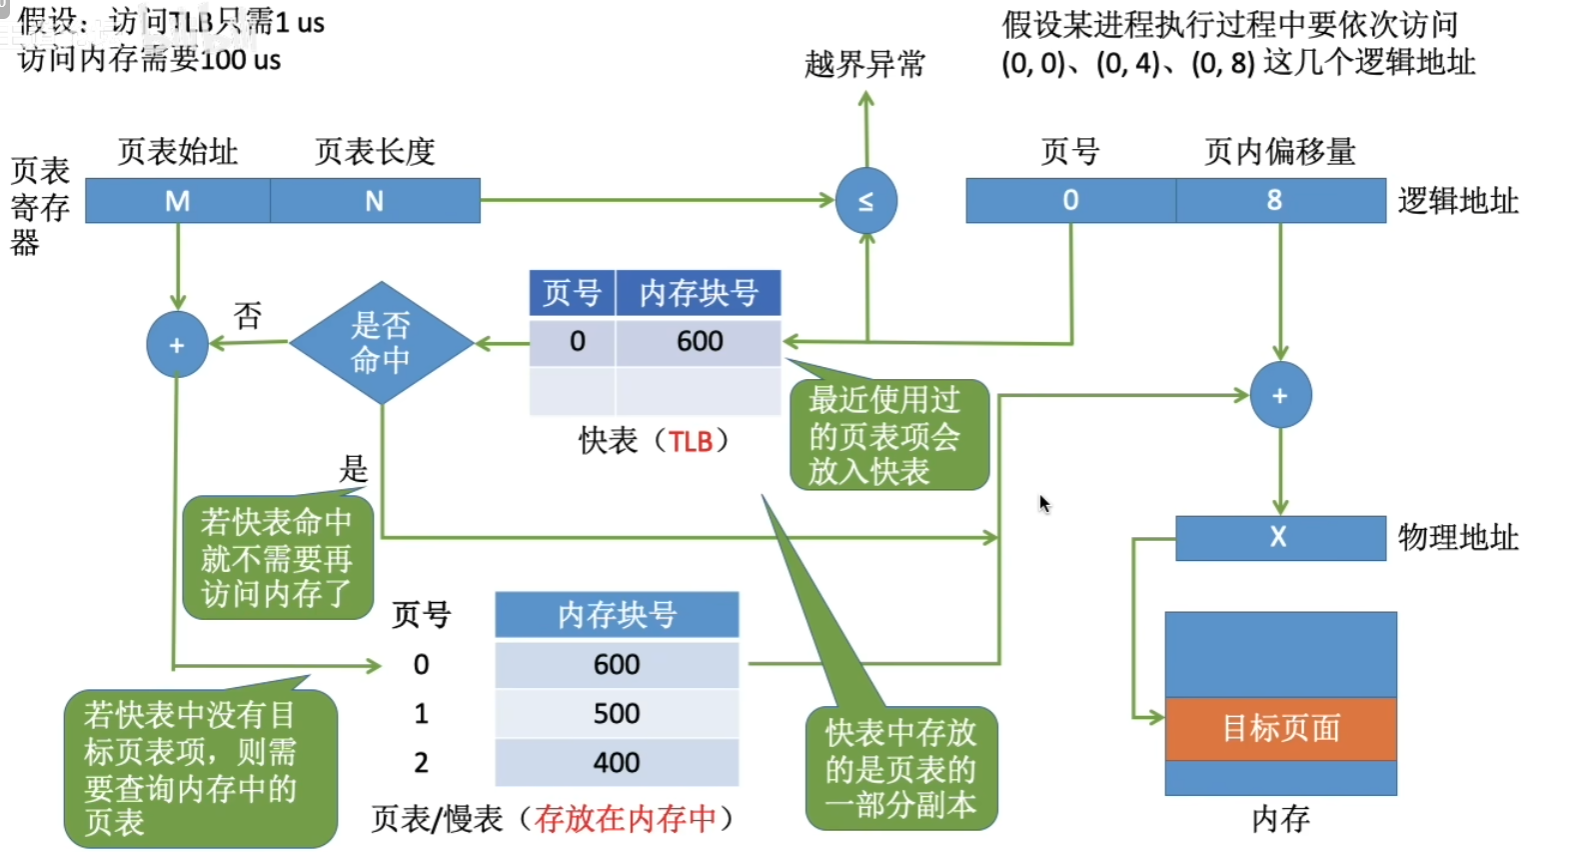 假设：访问TLB只需1 us
访问内存需要100 us
假设某进程执行过程中要依次访问
(0, 0)、(0, 4)、(0, 8) 这几个逻辑地址
越界异常
页表始址
页表长度
页号
页内偏移量
页表
寄存
器
M
N
≤
0
8
逻辑地址
页号
内存块号
0
600
快表（TLB）
+
否
是否
命中
是
最近使用过
的页表项会
放入快表
+
若快表命中
就不需要再
访问内存了
X
物理地址
页号
内存块号
0
600
1
500
2
400
页表/慢表（存放在内存中）
若快表中没有目
标页表项，则需
要查询内存中的
页表
快表中存放
的是页表的
一部分副本
目标页面
内存